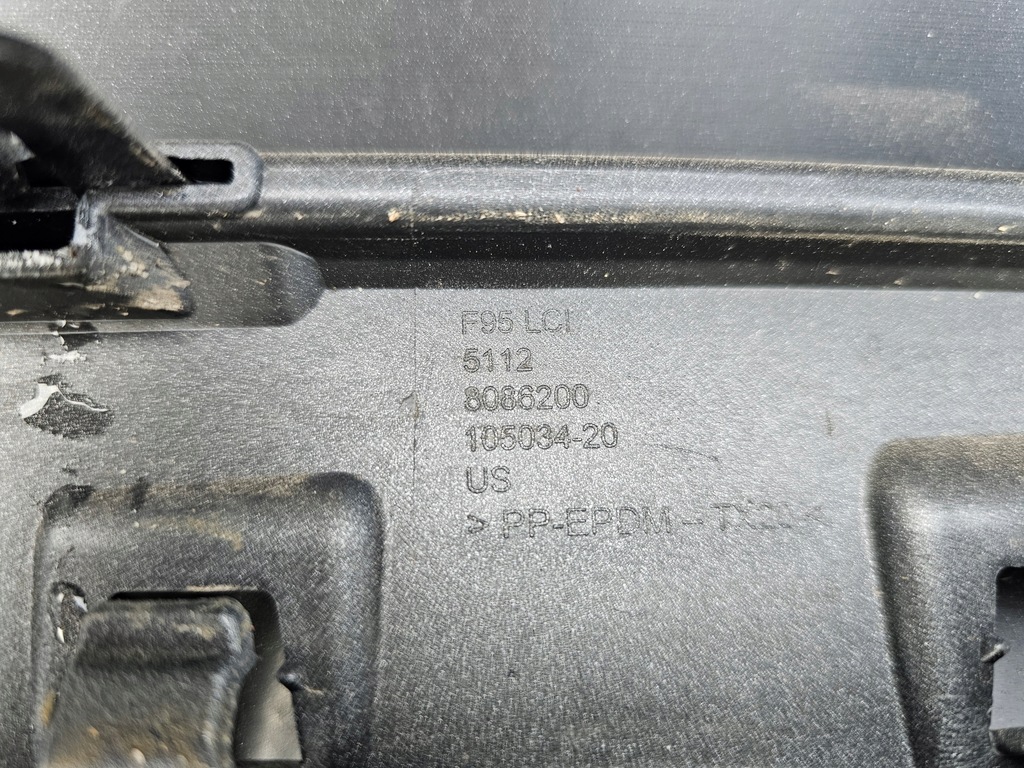 F95 LCI
5112
8086200
105034-20
US
> PP-EPDM –